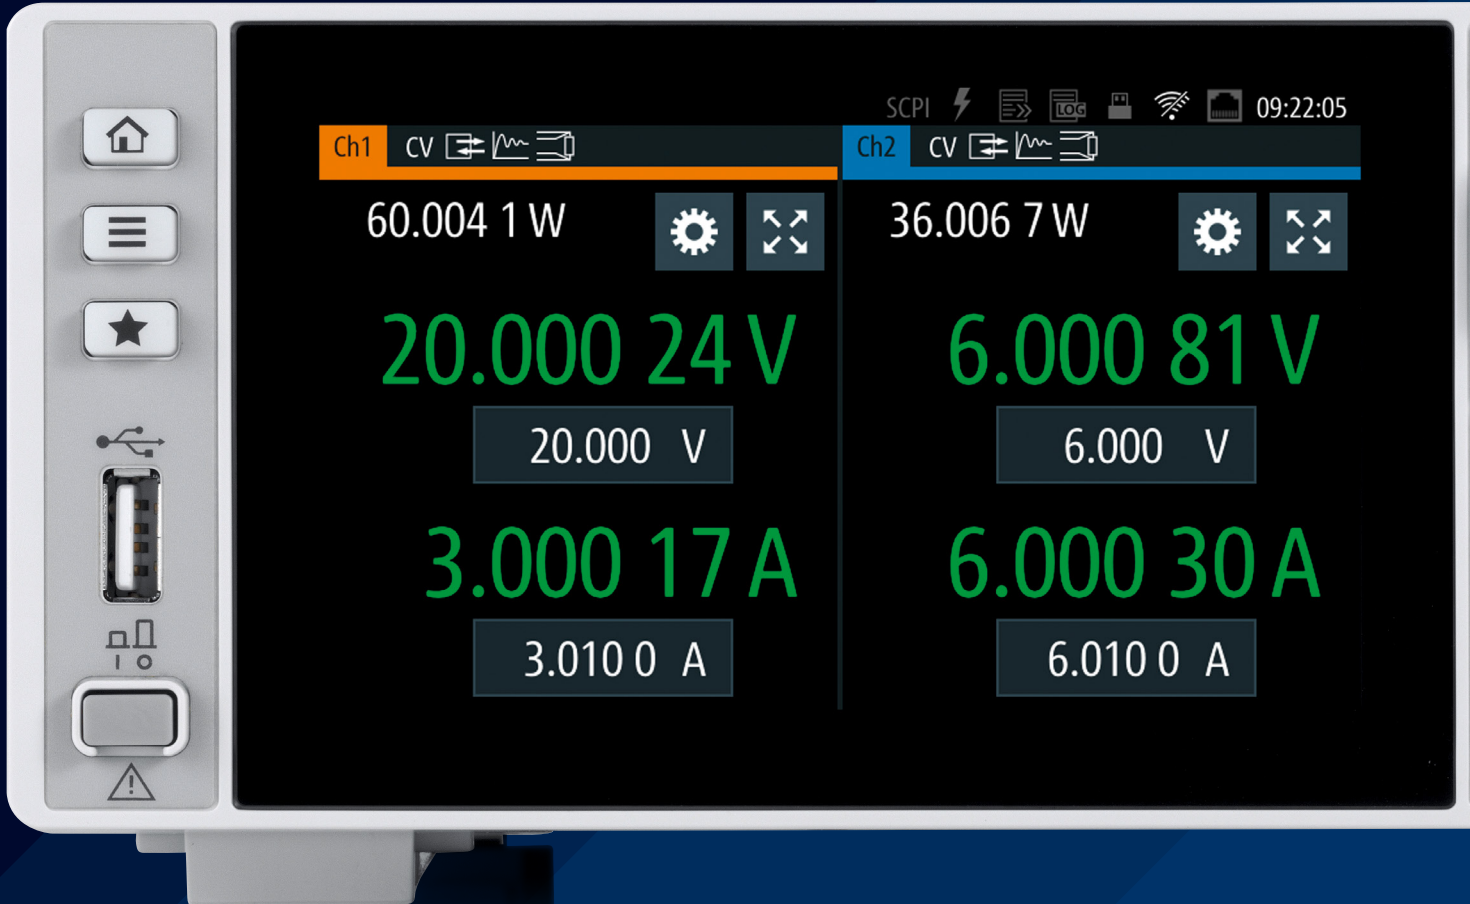 SCPI LOG 09:22:05
Ch1 CV
Ch2 CV
60.004 1 W
36.006 7 W
20.000 24 V
6.000 81 V
20.000 V
6.000 V
3.000 17 A
6.000 30 A
3.010 0 A
6.010 0 A